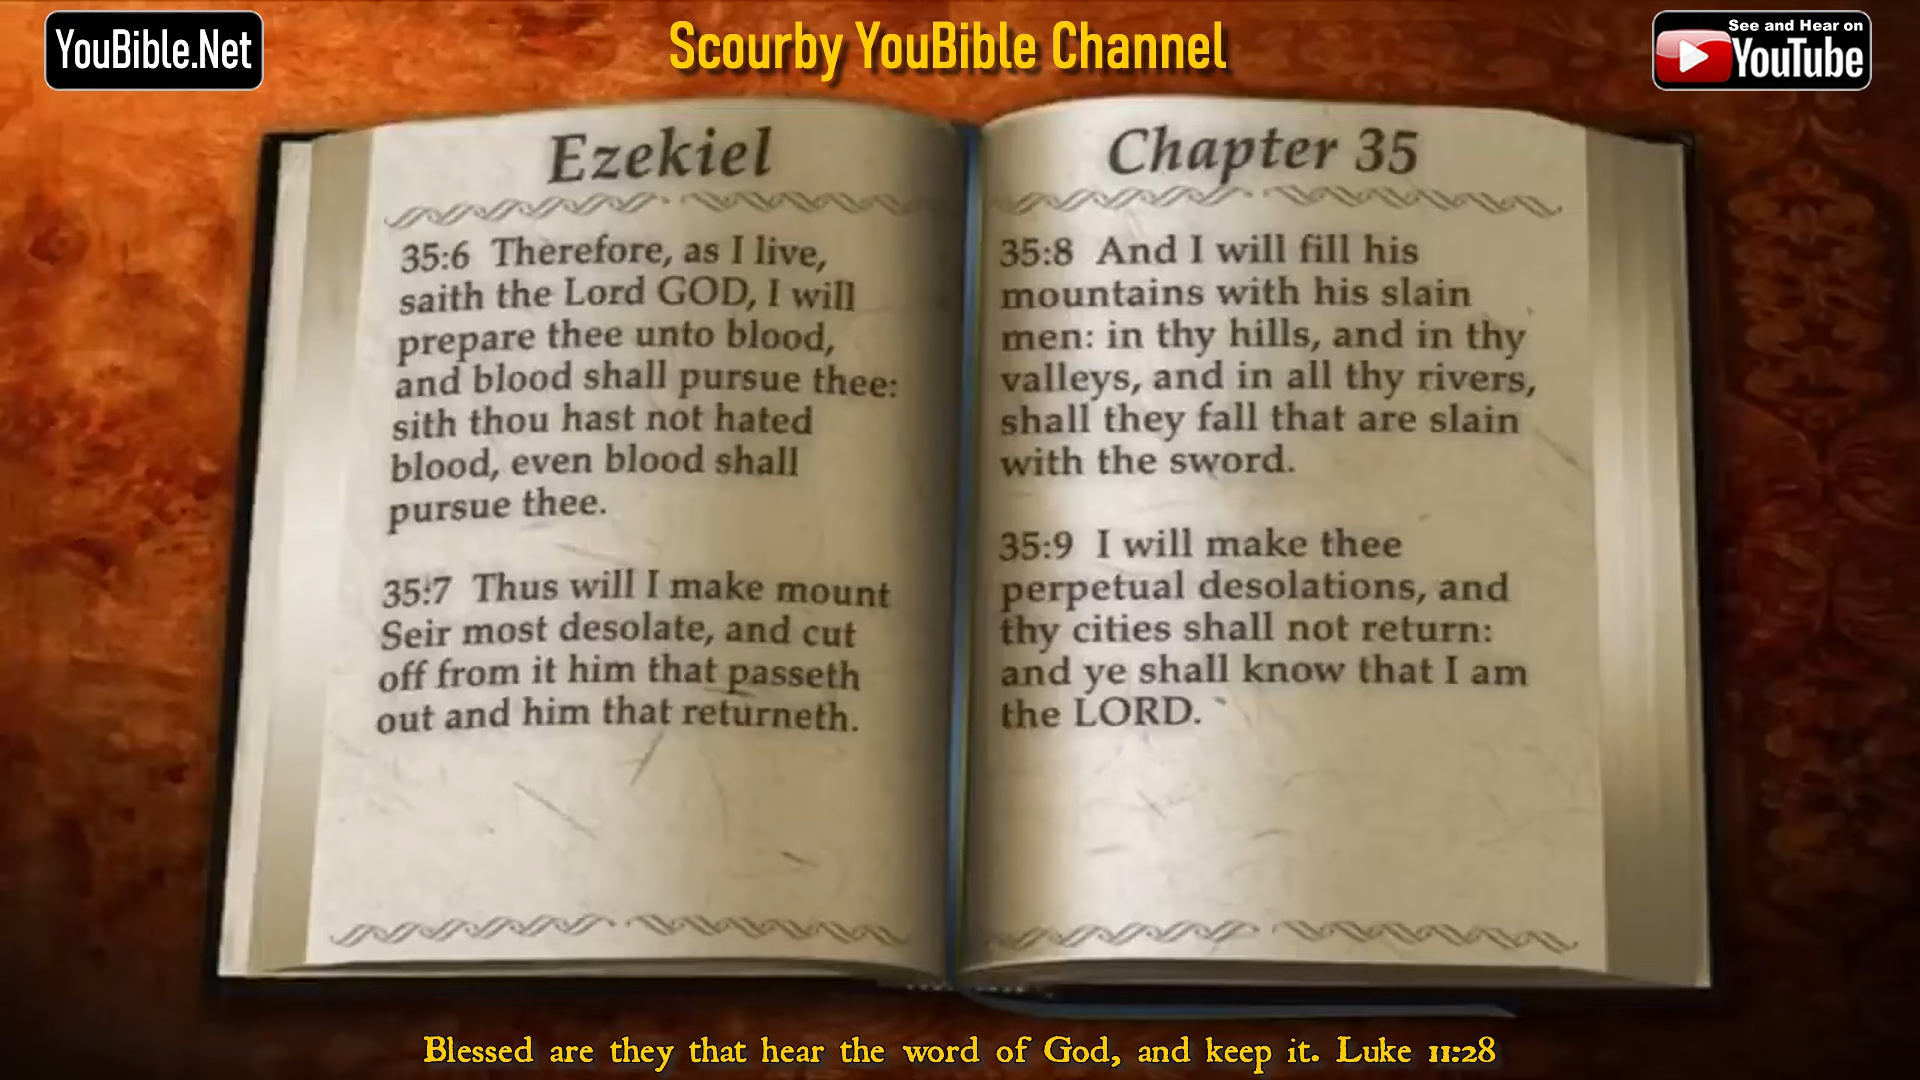 YouBible.Net
Scourby YouBible Channel
See and Hear on
YouTube
Ezekiel
35:6 Therefore, as I live,
saith the Lord GOD, I will
prepare thee unto blood,
and blood shall pursue thee:
sith thou hast not hated
blood, even blood shall
pursue thee.
35:7 Thus will I make mount
Seir most desolate, and cut
off from it him that passeth
out and him that returneth.
Chapter 35
35:8 And I will fill his
mountains with his slain
men: in thy hills, and in thy
valleys, and in all thy rivers,
shall they fall that are slain
with the sword.
35:9 I will make thee
perpetual desolations, and
thy cities shall not return:
and ye shall know that I am
the LORD.
Blessed are they that hear the word of God, and keep it. Luke 11:28